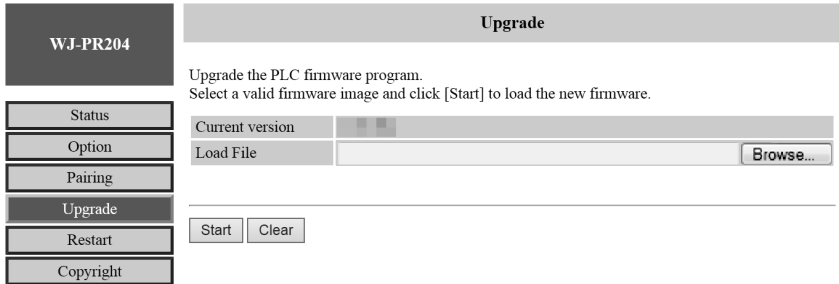 WJ-PR204
Upgrade
Upgrade the PLC firmware program.
Select a valid firmware image and click [Start] to load the new firmware.
Status
Option
Pairing
Upgrade
Restart
Copyright
Current version
Load File
Browse...
Start
Clear